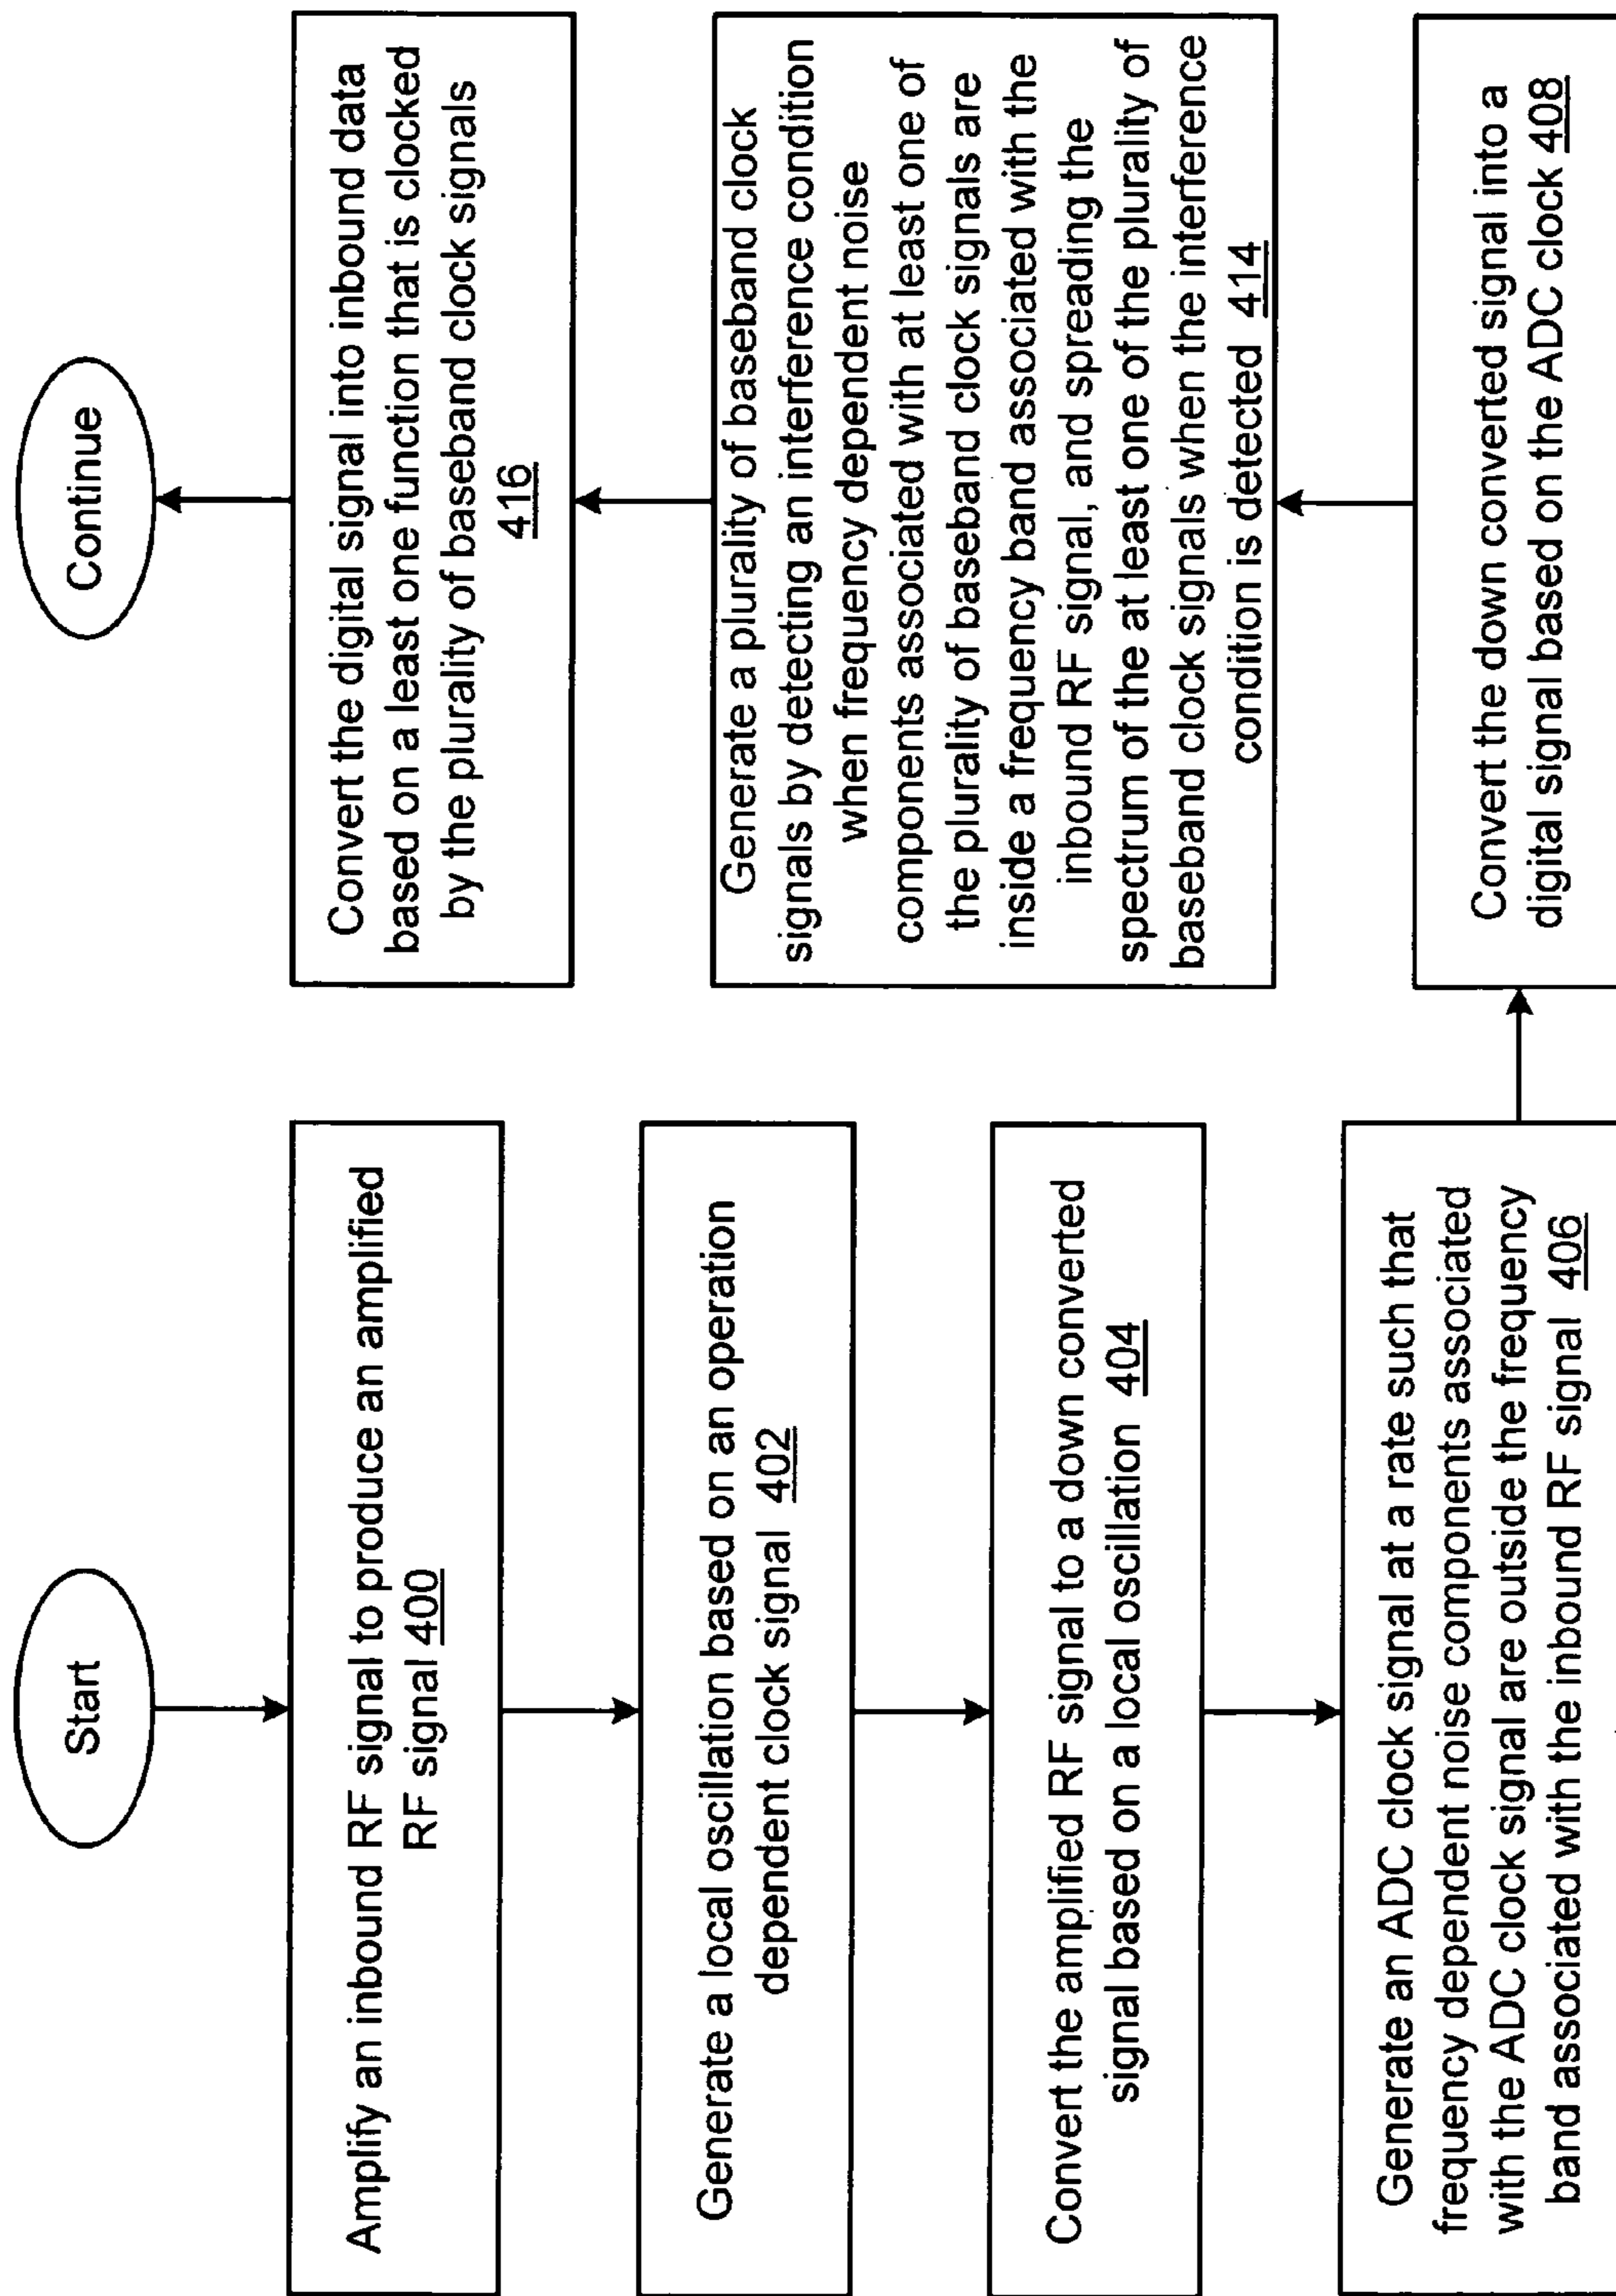 Start
Amplify an inbound RF signal to produce an amplified
RF signal 400
Generate a local oscillation based on an operation
dependent clock signal 402
Convert the amplified RF signal to a down converted
signal based on a local oscillation 404
Generate an ADC clock signal at a rate such that
frequency dependent noise components associated
with the ADC clock signal are outside the frequency
band associated with the inbound RF signal 406
Convert the down converted signal into a
digital signal based on the ADC clock 408
Generate a plurality of baseband clock
signals by detecting an interference condition
when frequency dependent noise
components associated with at least one of
the plurality of baseband clock signals are
inside a frequency band associated with the
inbound RF signal, and spreading the
spectrum of the at least one of the plurality of
baseband clock signals when the interference
condition is detected 414
Convert the digital signal into inbound data
based on a least one function that is clocked
by the plurality of baseband clock signals
416
Continue